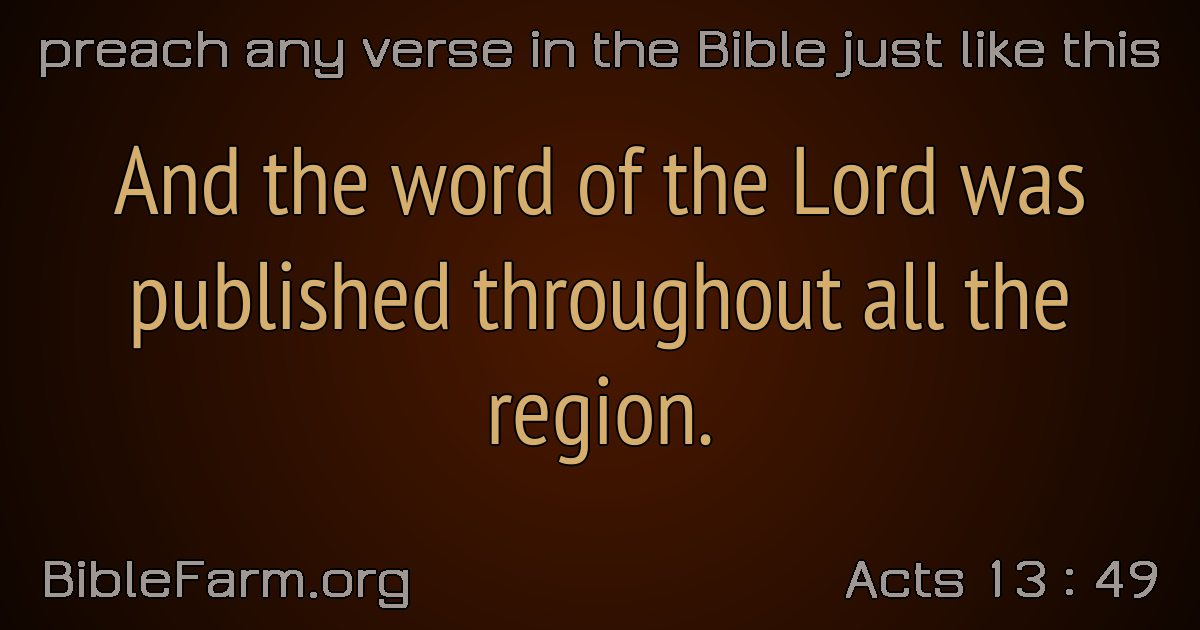 preach any verse in the Bible just like this
And the word of the Lord was
published throughout all the
region.
BibleFarm.org
Acts 13 : 49